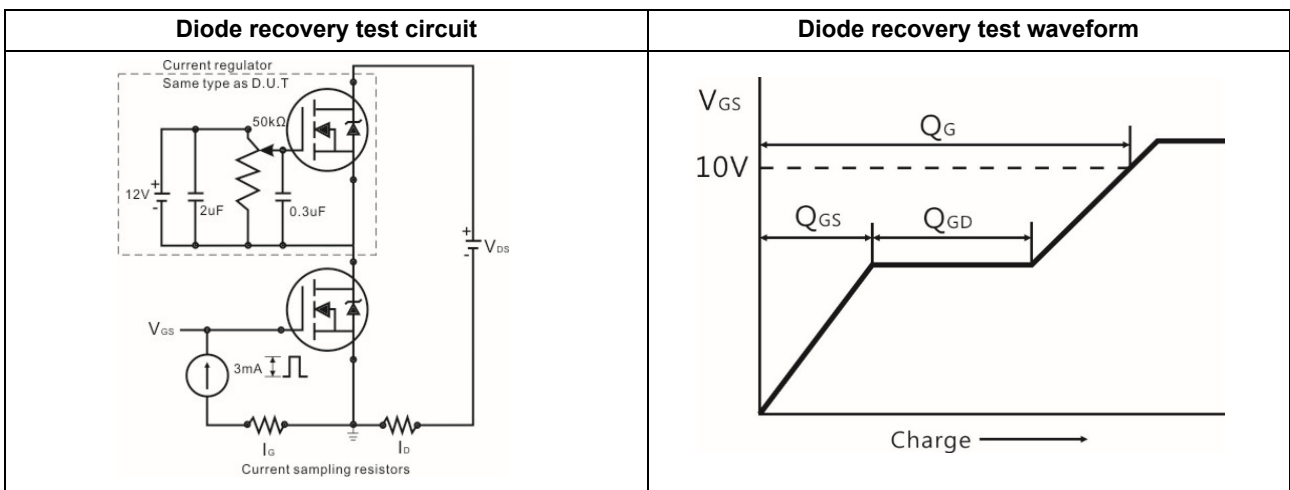 Diode recovery test circuit
Diode recovery test waveform
Current regulator
Same type as D.U.T
50kΩ
12V
+
-
2uF
0.3uF
+
-
VDS
VGS
3mA
IG
ID
Current sampling resistors
VGS
QG
10V
QGS
QGD
Charge